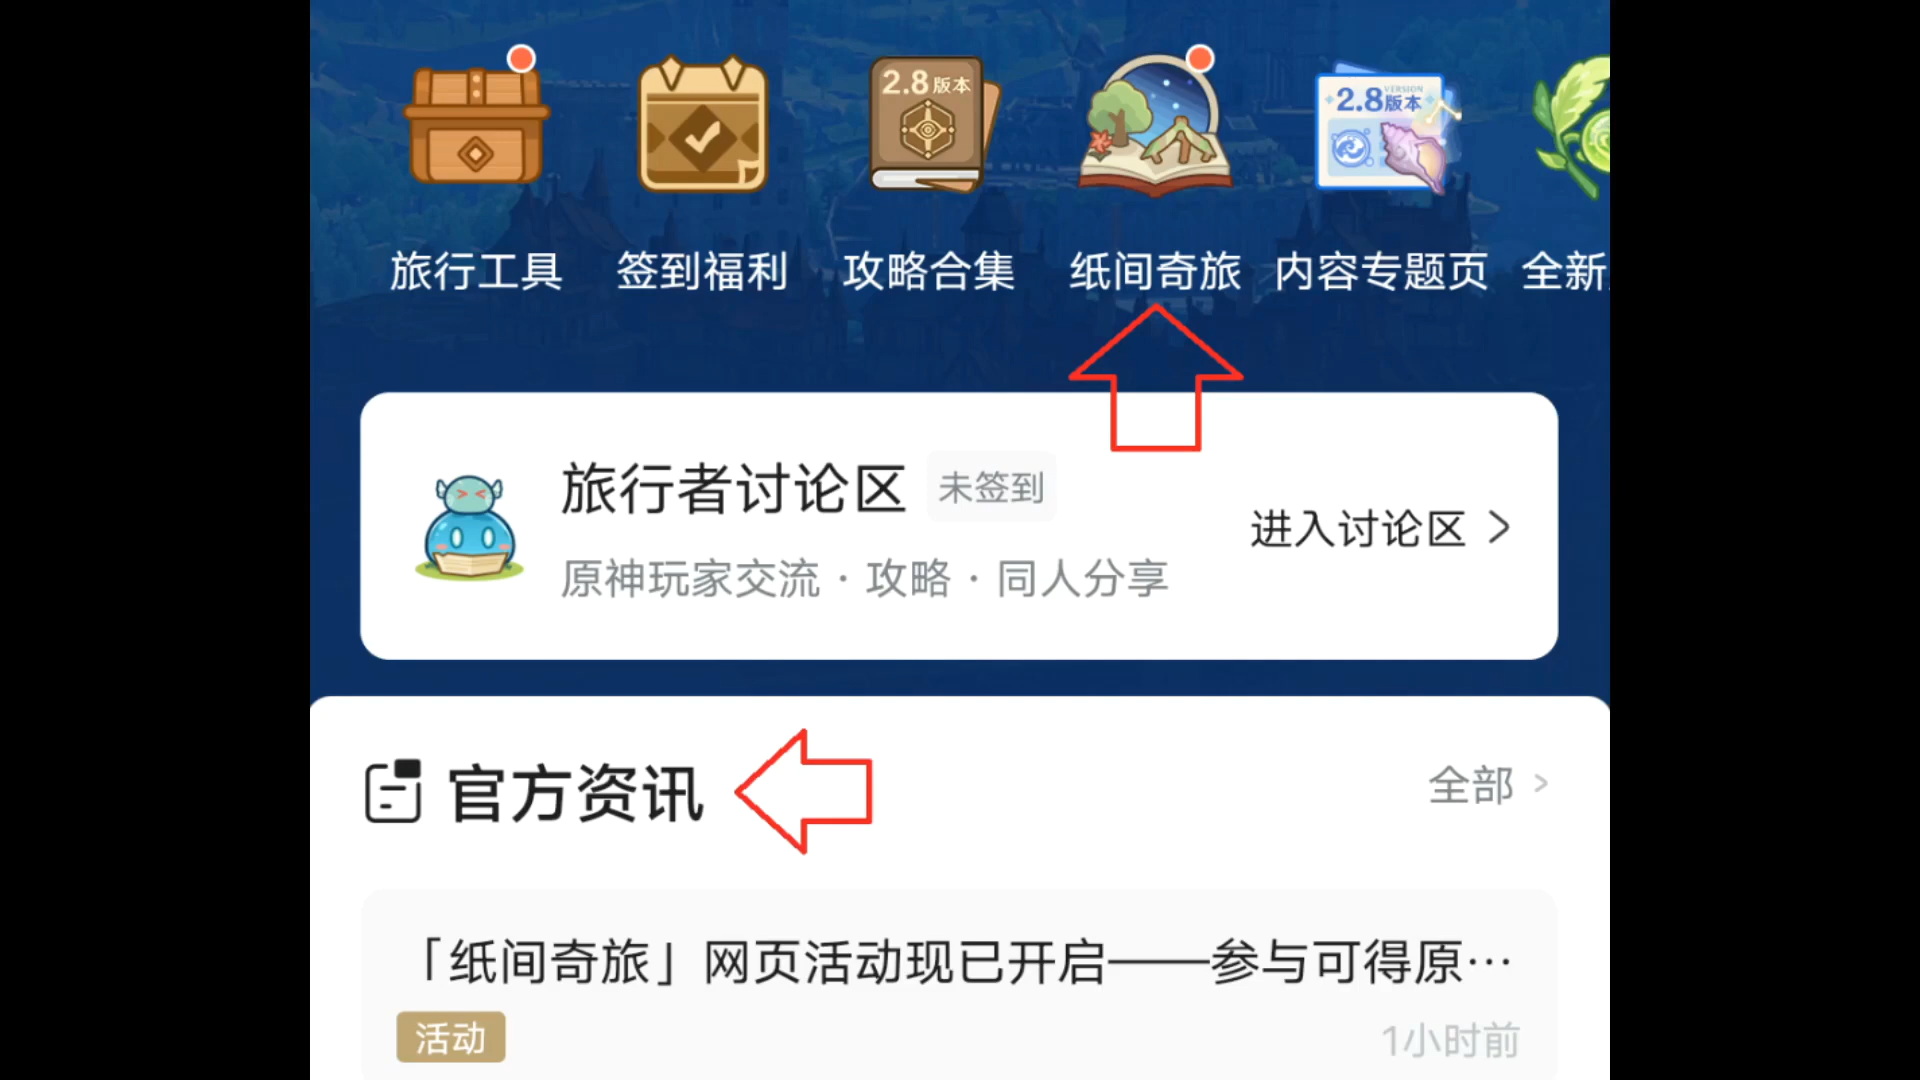 2.8版本
VERSION
2.8版本
旅行工具 签到福利 攻略合集 纸间奇旅 内容专题页 全新
旅行者讨论区 未签到
进入讨论区 >
原神玩家交流 · 攻略 · 同人分享
官方资讯
全部 >
「纸间奇旅」网页活动现已开启——参与可得原…
活动
1小时前